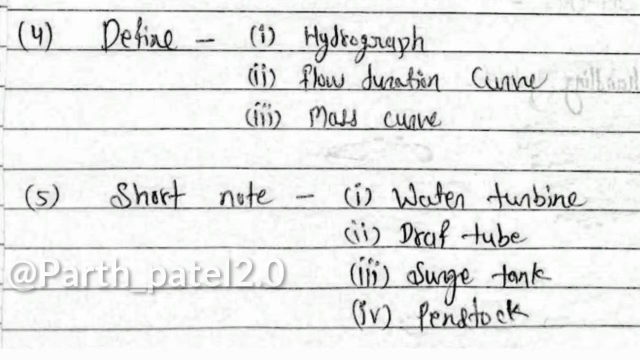 (4) Define - (i) Hydrograph
(ii) flow duration Curve
(iii) Mass curve
(5) Short note - (i) Water turbine
(ii) Draf tube
@Parth_patel2.0 (iii) Surge tank
(iv) Penstock